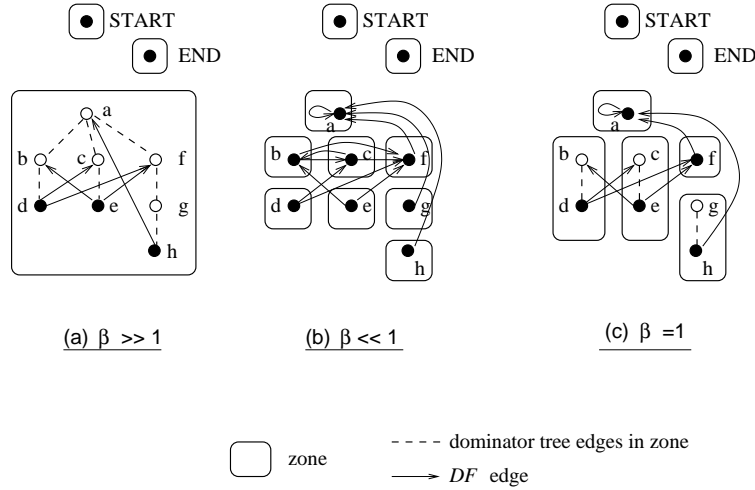 START START START
END END END
a
b c f
d e g
h
a
b c f
d e g
h
a
b c f
d e g
h
(a) β >> 1 (b) β << 1 (c) β =1
zone
dominator tree edges in zone
DF edge